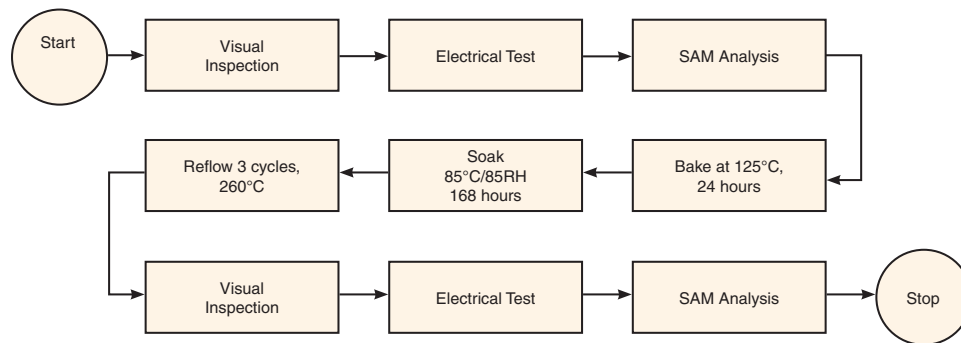 Start
Visual
Inspection
Electrical Test
SAM Analysis
Bake at 125°C,
24 hours
Soak
85°C/85RH
168 hours
Reflow 3 cycles,
260°C
Visual
Inspection
Electrical Test
SAM Analysis
Stop